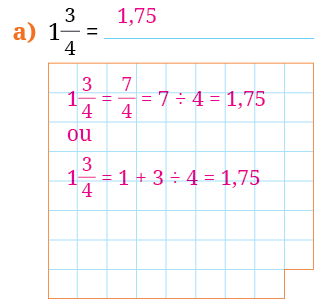 a) 1 3/4 = 1,75
1 3/4 = 7/4 = 7 ÷ 4 = 1,75
ou
1 3/4 = 1 + 3 ÷ 4 = 1,75